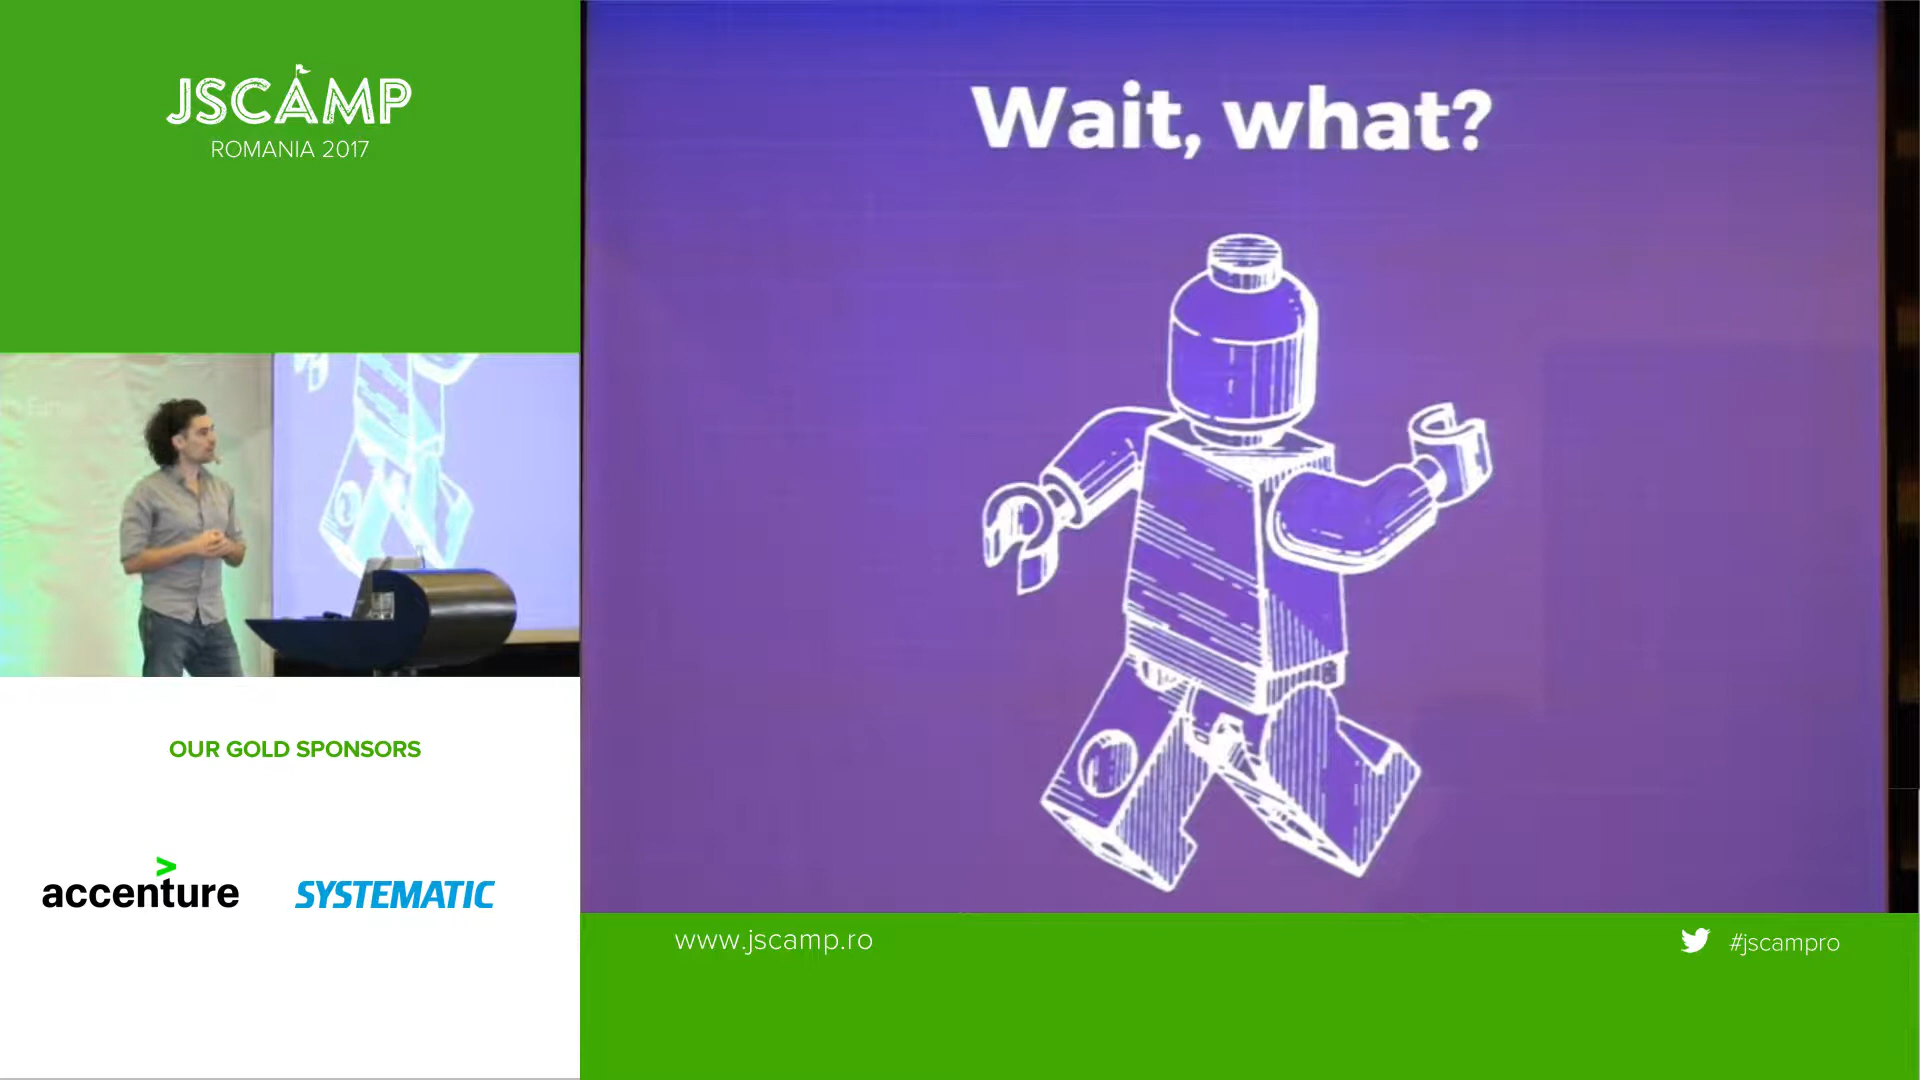 JSCAMP
ROMANIA 2017
Wait, what?
OUR GOLD SPONSORS
accenture
SYSTEMATIC
www.jscamp.ro
#jscampro